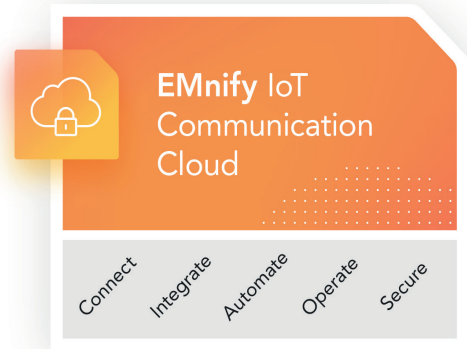 EMnify IoT
Communication
Cloud
Connect
Integrate
Automate
Operate
Secure